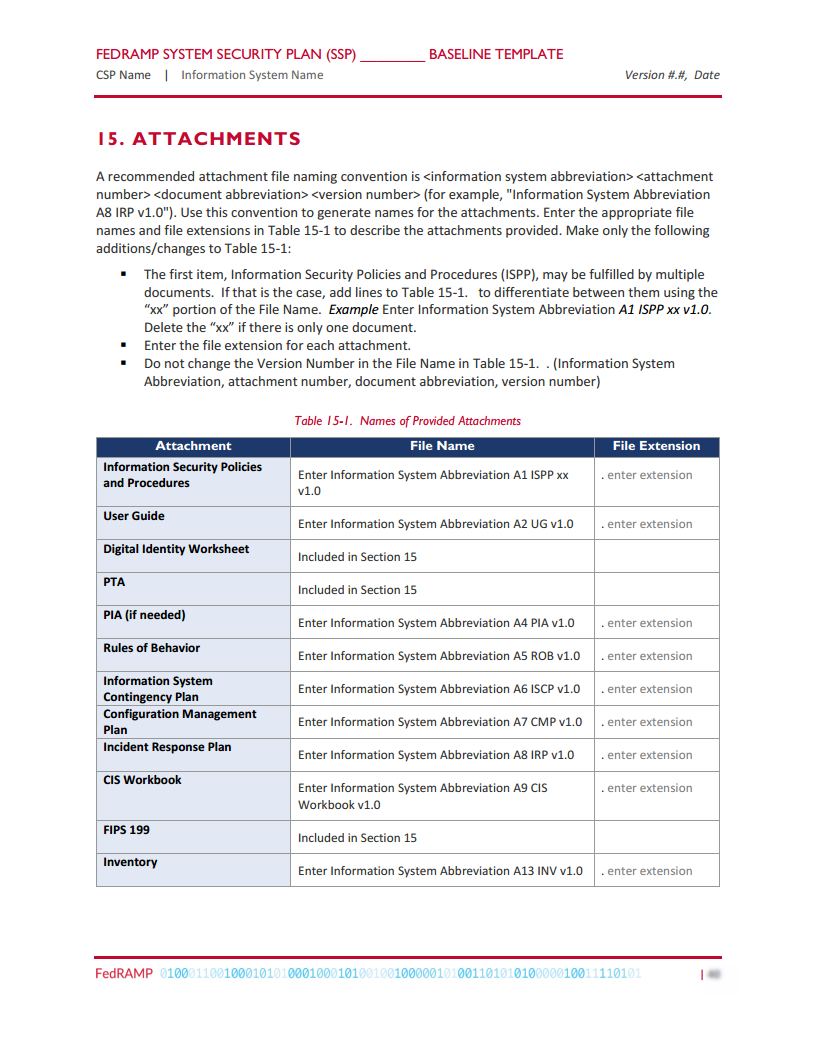 FEDRAMP SYSTEM SECURITY PLAN (SSP) _________ BASELINE TEMPLATE
CSP Name | Information System Name Version #.#, Date
15. ATTACHMENTS
A recommended attachment file naming convention is <information system abbreviation> <attachment
number> <document abbreviation> <version number> (for example, "Information System Abbreviation
A8 IRP v1.0"). Use this convention to generate names for the attachments. Enter the appropriate file
names and file extensions in Table 15-1 to describe the attachments provided. Make only the following
additions/changes to Table 15-1:
▪ The first item, Information Security Policies and Procedures (ISPP), may be fulfilled by multiple
documents. If that is the case, add lines to Table 15-1. to differentiate between them using the
“xx” portion of the File Name. Example Enter Information System Abbreviation A1 ISPP xx v1.0.
Delete the “xx” if there is only one document.
▪ Enter the file extension for each attachment.
▪ Do not change the Version Number in the File Name in Table 15-1. . (Information System
Abbreviation, attachment number, document abbreviation, version number)
Table 15-1. Names of Provided Attachments
Attachment File Name File Extension
Information Security Policies
and Procedures
Enter Information System Abbreviation A1 ISPP xx
v1.0
. enter extension
User Guide
Enter Information System Abbreviation A2 UG v1.0 . enter extension
Digital Identity Worksheet
Included in Section 15
PTA
Included in Section 15
PIA (if needed)
Enter Information System Abbreviation A4 PIA v1.0 . enter extension
Rules of Behavior
Enter Information System Abbreviation A5 ROB v1.0 . enter extension
Information System
Contingency Plan
Enter Information System Abbreviation A6 ISCP v1.0 . enter extension
Configuration Management
Plan
Enter Information System Abbreviation A7 CMP v1.0 . enter extension
Incident Response Plan
Enter Information System Abbreviation A8 IRP v1.0 . enter extension
CIS Workbook
Enter Information System Abbreviation A9 CIS
Workbook v1.0
. enter extension
FIPS 199
Included in Section 15
Inventory
Enter Information System Abbreviation A13 INV v1.0 . enter extension
FedRAMP